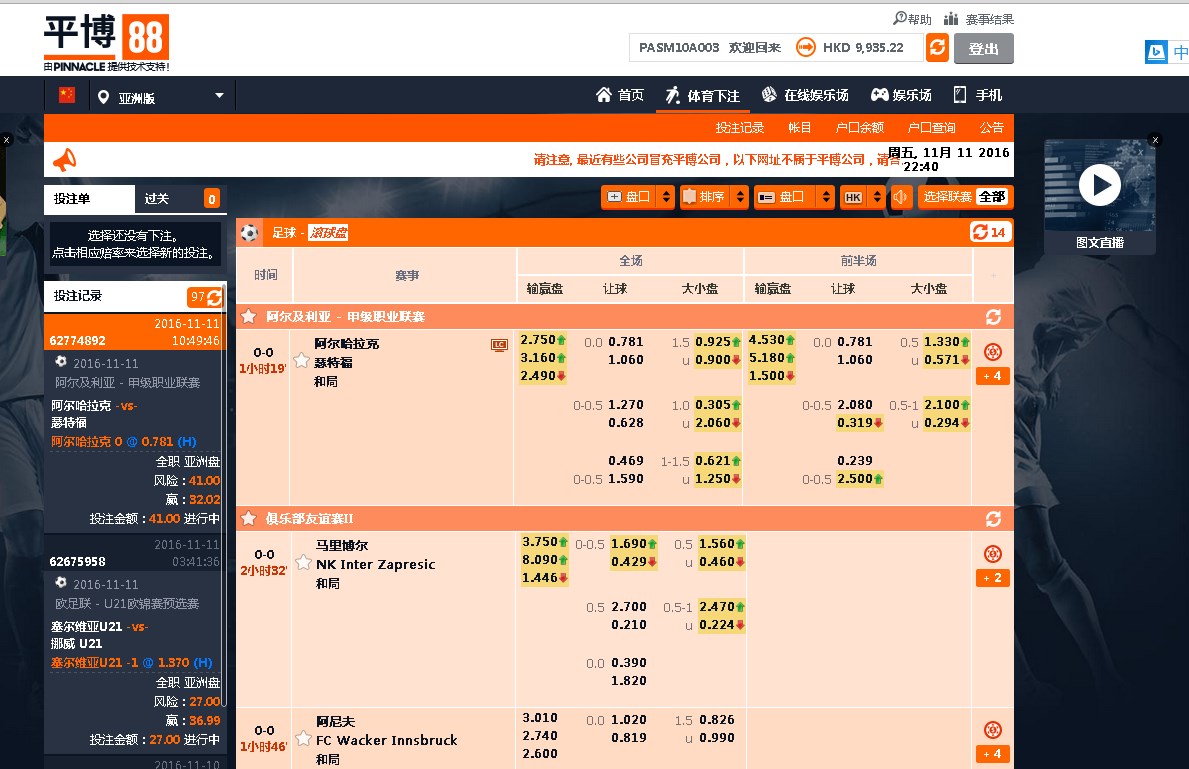 平博 88
由PINNACLE 提供技术支持!
帮助 赛事结果
PASM10A003 欢迎回来 HKD 9,935.22 登出
中
亚洲版 首页 体育下注 在线娱乐场 娱乐场 手机
投注记录 帐目 户口余额 户口查询 公告
请注意, 最近有些公司冒充平博公司，以下网址不属于平博公司，请
周五, 11月 11 2016
22:40
x
x
图文直播
投注单 过关 0
选择还没有下注。
点击相应赔率来选择新的投注。
盘口 排序 盘口 HK 选择联赛 全部
足球 - 滚球盘 14
时间 赛事 全场 前半场
输赢盘 让球 大小盘 输赢盘 让球 大小盘
阿尔及利亚 - 甲级职业联赛
0-0
1小时19'
阿尔哈拉克
瑟特福
和局
2.750 0.0 0.781 1.5 0.925 4.530 0.0 0.781 0.5 1.330
3.160 1.060 u 0.900 5.180 1.060 u 0.571
2.490 1.500
+ 4
0-0.5 1.270 1.0 0.305 0-0.5 2.080 0.5-1 2.100
0.628 u 2.060 0.319 u 0.294
0.469 1-1.5 0.621 0.239
0-0.5 1.590 u 1.250 0-0.5 2.500
俱乐部友谊赛II
0-0
2小时32'
马里博尔
NK Inter Zapresic
和局
3.750 0-0.5 1.690 0.5 1.560
8.090 0.429 u 0.460
1.446
+ 2
0.5 2.700 0.5-1 2.470
0.210 u 0.224
0.0 0.390
1.820
0-0
1小时46'
阿尼夫
FC Wacker Innsbruck
和局
3.010 0.0 1.020 1.5 0.826
2.740 0.819 u 0.990
2.600
+ 4
投注记录 97
2016-11-11
62774892 10:49:46
2016-11-11
阿尔及利亚 - 甲级职业联赛
阿尔哈拉克 -vs-
瑟特福
阿尔哈拉克 0 @ 0.781 (H)
全职 亚洲盘
风险 : 41.00
赢 : 32.02
投注金额 : 41.00 进行中
2016-11-11
62675958 03:41:36
2016-11-11
欧足联 - U21欧锦赛预选赛
塞尔维亚U21 -vs-
挪威 U21
塞尔维亚U21 -1 @ 1.370 (H)
全职 亚洲盘
风险 : 27.00
赢 : 36.99
投注金额 : 27.00 进行中
2016-11-10